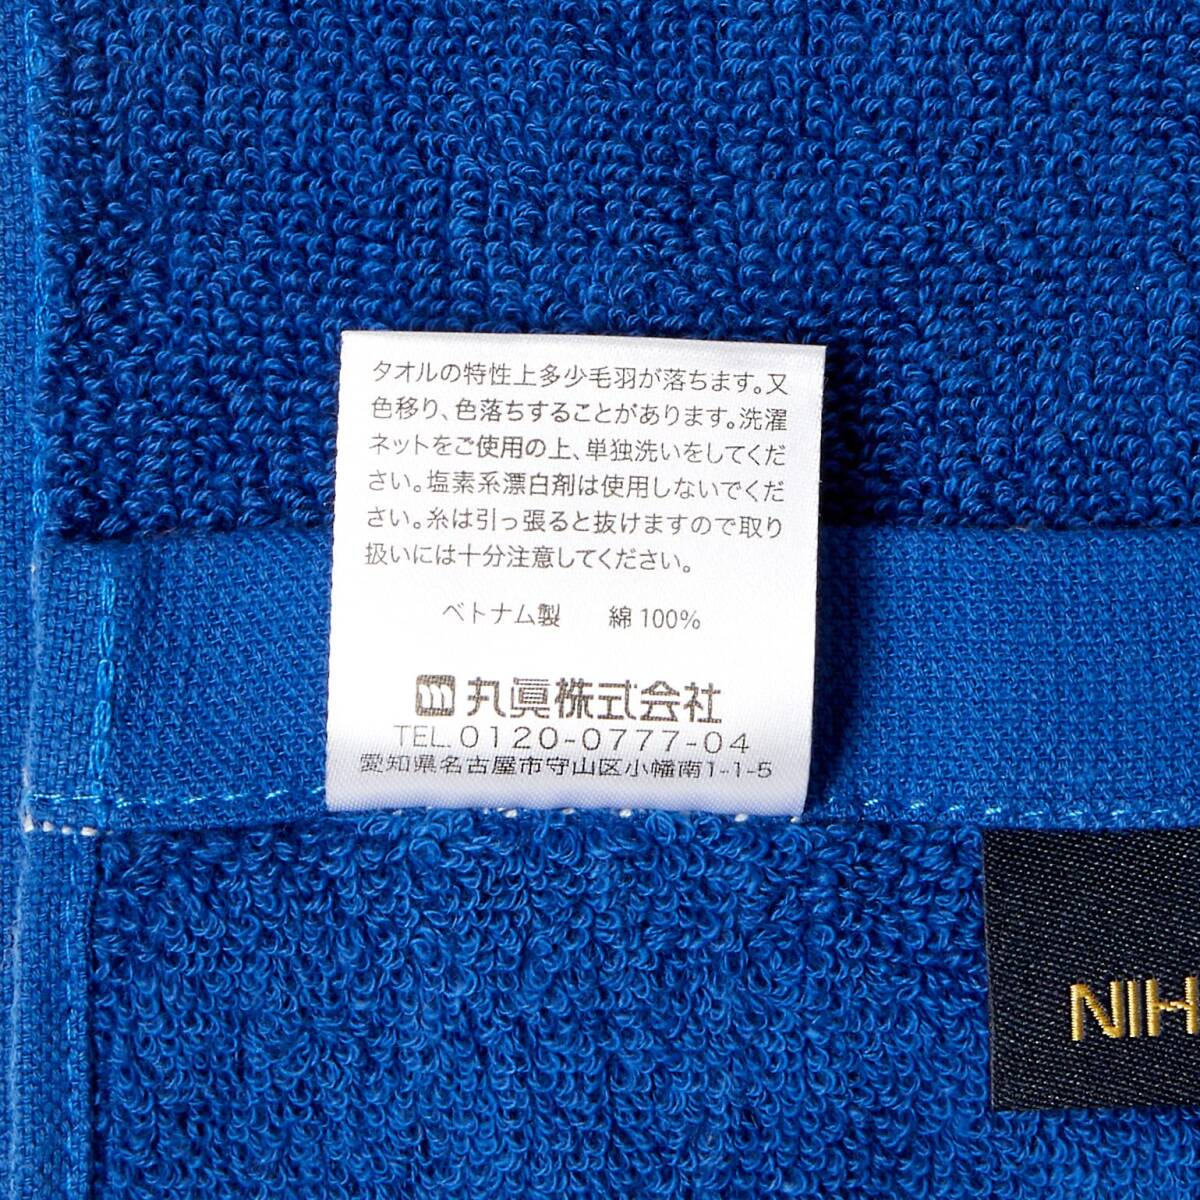 タオルの特性上多少毛羽が落ちます。又
色移り、色落ちすることがあります。洗濯
ネットをご使用の上、単独洗いをしてくだ
さい。塩素系漂白剤は使用しないでくだ
さい。糸は引っ張ると抜けますので取り
扱いには十分注意してください。
ベトナム製 綿100%
丸眞株式会社
TEL.0120-0777-04
愛知県名古屋市守山区小幡南1-1-5
NIH